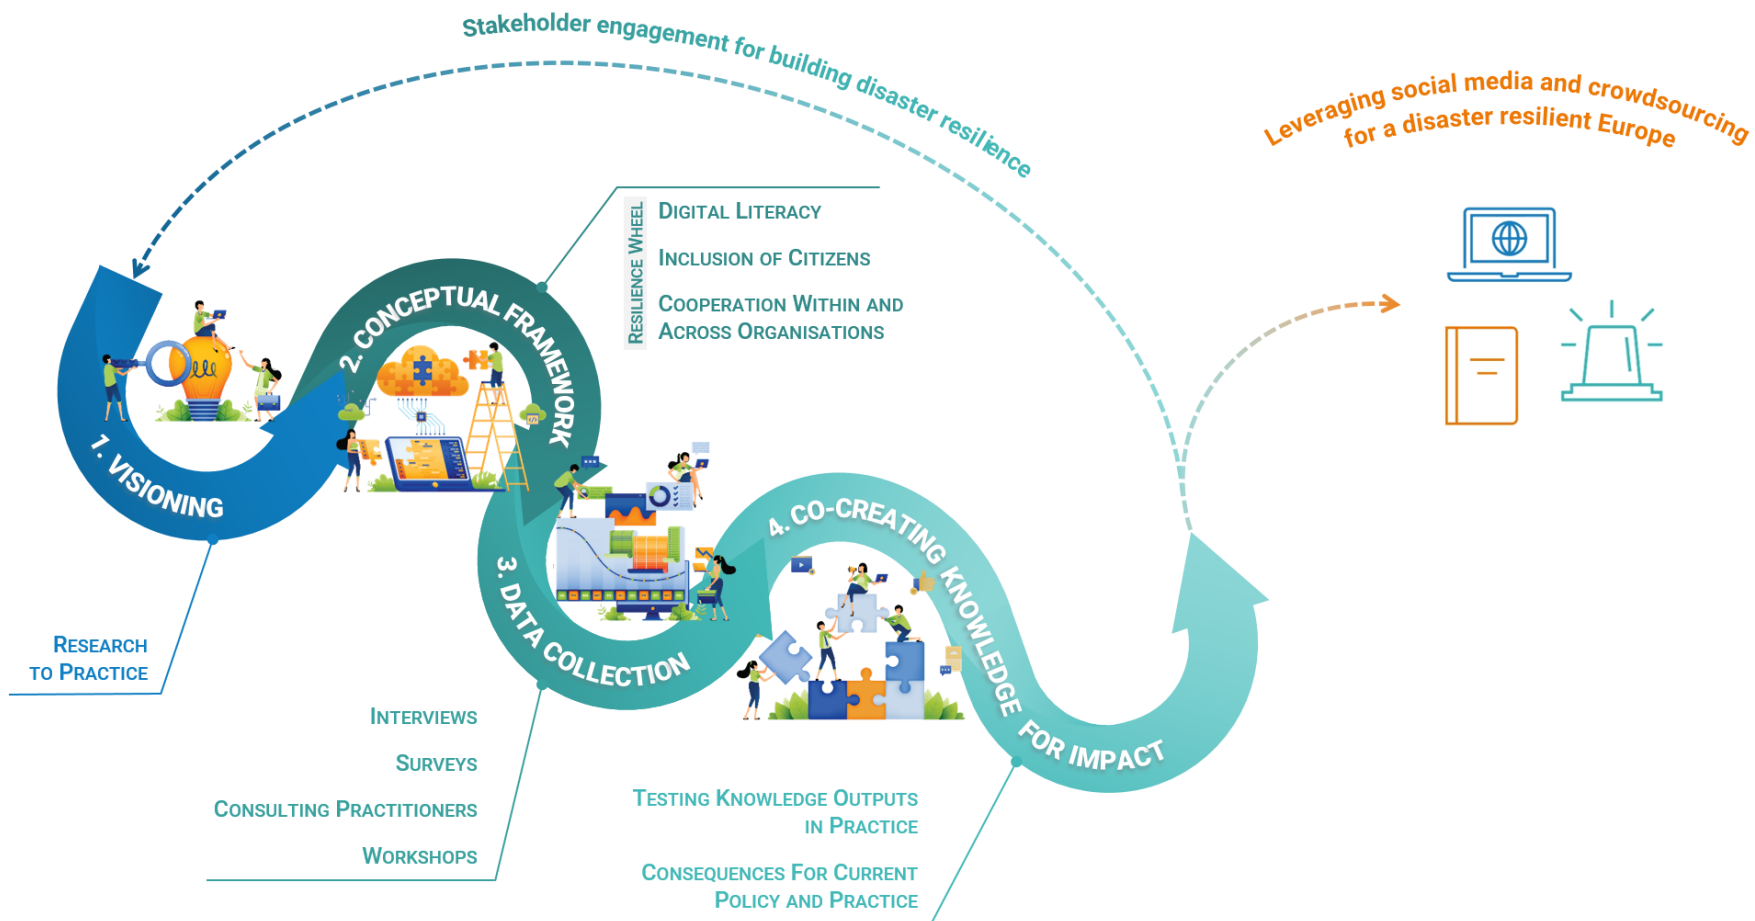 Stakeholder engagement for building disaster resilience
Leveraging social media and crowdsourcing
for a disaster resilient Europe
1. VISIONING
RESEARCH
TO PRACTICE
2. CONCEPTUAL FRAMEWORK
RESILIENCE WHEEL
DIGITAL LITERACY
INCLUSION OF CITIZENS
COOPERATION WITHIN AND
ACROSS ORGANISATIONS
3. DATA COLLECTION
INTERVIEWS
SURVEYS
CONSULTING PRACTITIONERS
WORKSHOPS
4. CO-CREATING KNOWLEDGE FOR IMPACT
TESTING KNOWLEDGE OUTPUTS
IN PRACTICE
CONSEQUENCES FOR CURRENT
POLICY AND PRACTICE